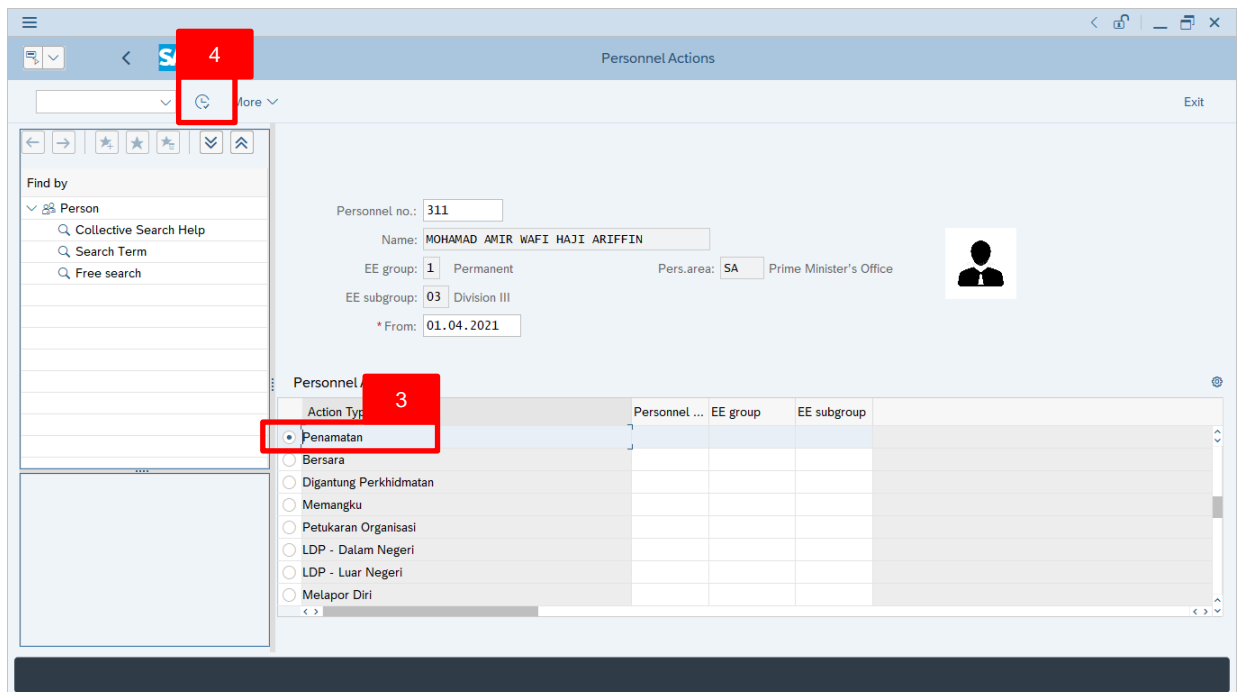 4
Personnel Actions
More
Exit
Find by
Person
Collective Search Help
Search Term
Free search
Personnel no.: 311
Name: MOHAMAD AMIR WAFI HAJI ARIFFIN
EE group: 1 Permanent Pers.area: SA Prime Minister's Office
EE subgroup: 03 Division III
* From: 01.04.2021
Personnel
3
Action Typ Personnel ... EE group EE subgroup
Penamatan
Bersara
Digantung Perkhidmatan
Memangku
Petukaran Organisasi
LDP - Dalam Negeri
LDP - Luar Negeri
Melapor Diri